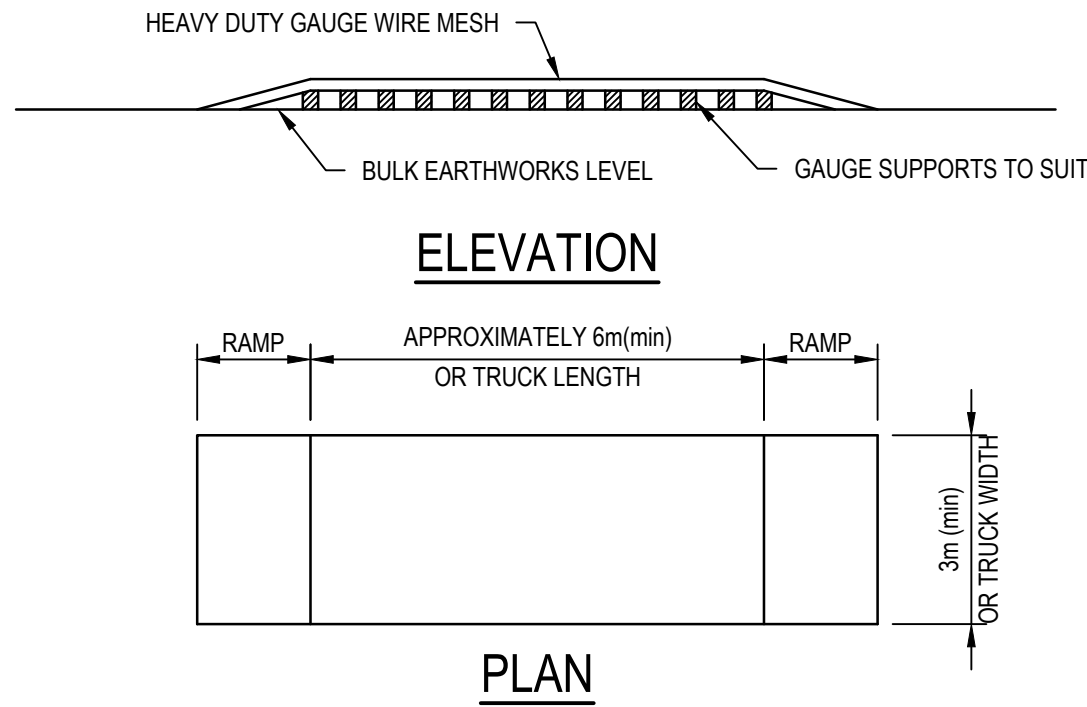 HEAVY DUTY GAUGE WIRE MESH
BULK EARTHWORKS LEVEL
GAUGE SUPPORTS TO SUIT
ELEVATION
RAMP
APPROXIMATELY 6m(min)
OR TRUCK LENGTH
RAMP
3m (min)
OR TRUCK WIDTH
PLAN